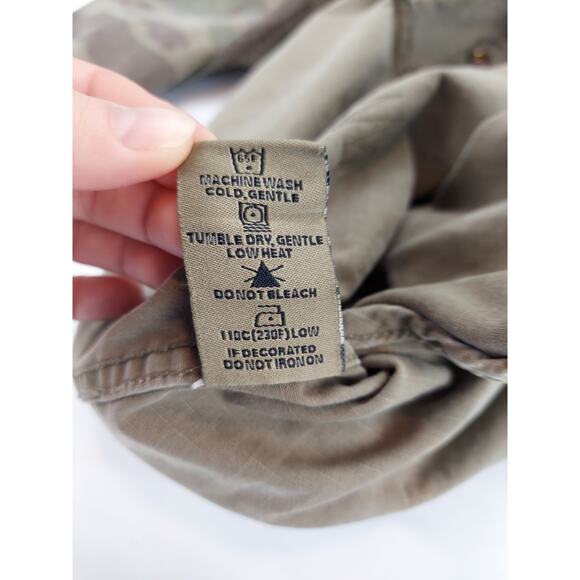 65F
MACHINE WASH
COLD, GENTLE
TUMBLE DRY, GENTLE
LOW HEAT
DO NOT BLEACH
110C(230F)LOW
IF DECORATED
DO NOT IRON ON